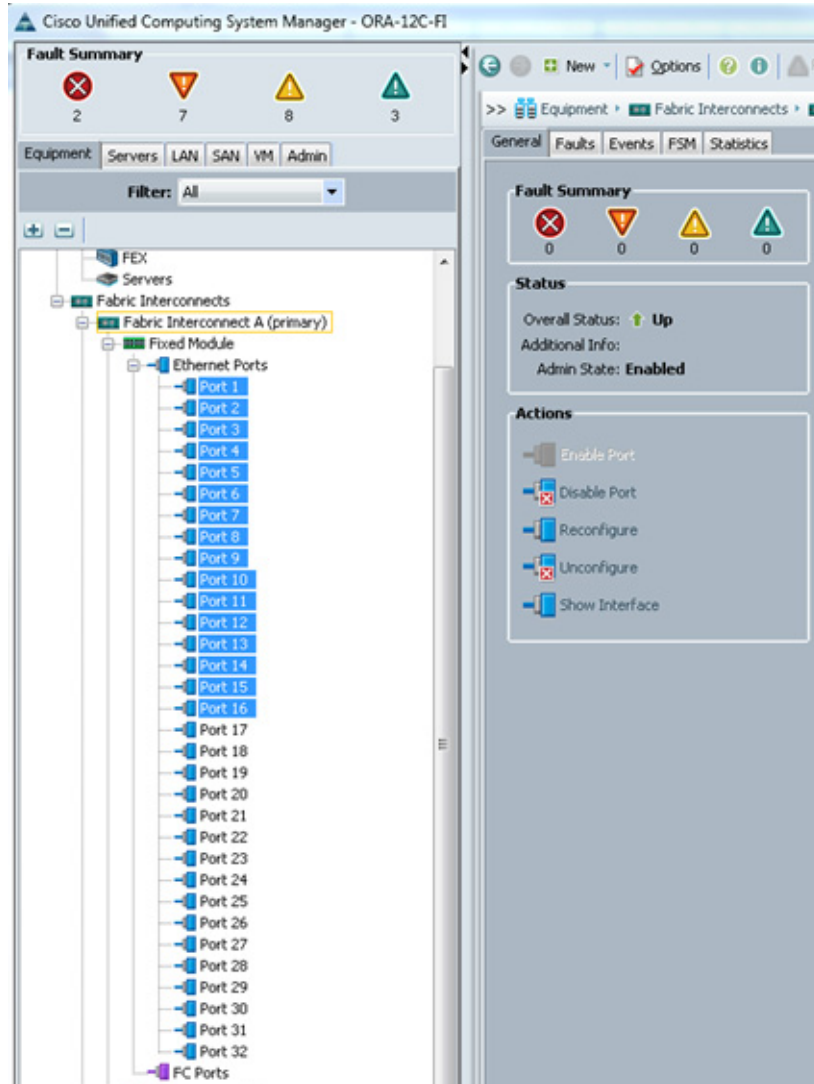 Cisco Unified Computing System Manager - ORA-12C-FI
Fault Summary
2 7 8 3
Equipment Servers LAN SAN VM Admin
Filter: All
FEX
Servers
Fabric Interconnects
Fabric Interconnect A (primary)
Fixed Module
Ethernet Ports
Port 1
Port 2
Port 3
Port 4
Port 5
Port 6
Port 7
Port 8
Port 9
Port 10
Port 11
Port 12
Port 13
Port 14
Port 15
Port 16
Port 17
Port 18
Port 19
Port 20
Port 21
Port 22
Port 23
Port 24
Port 25
Port 26
Port 27
Port 28
Port 29
Port 30
Port 31
Port 32
FC Ports
New Options
>> Equipment Fabric Interconnects
General Faults Events FSM Statistics
Fault Summary
0 0 0 0
Status
Overall Status: Up
Additional Info:
Admin State: Enabled
Actions
Enable Port
Disable Port
Reconfigure
Unconfigure
Show Interface